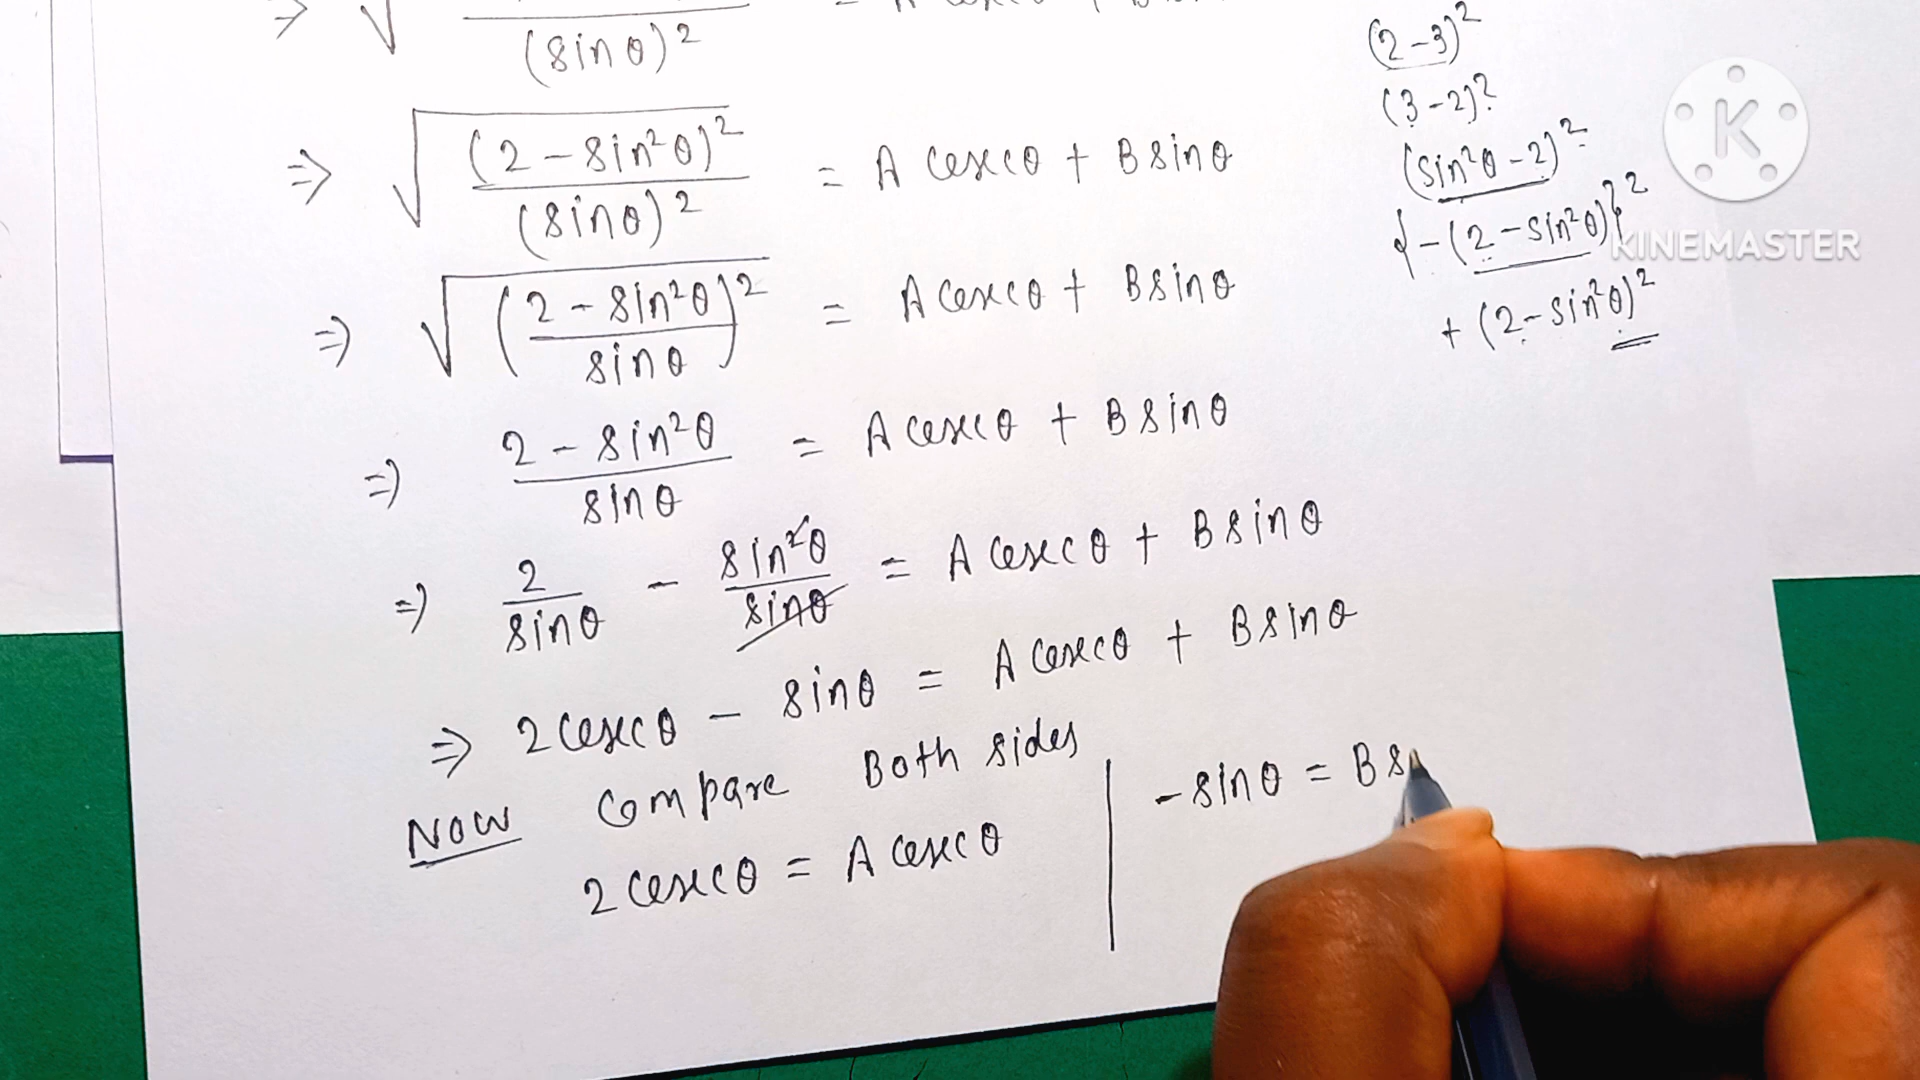 (sinθ)²
⇒ √(2 - sin²θ)² / (sinθ)² = A cosecθ + B sinθ
⇒ √(2 - sin²θ / sinθ)² = A cosecθ + B sinθ
⇒ 2 - sin²θ / sinθ = A cosecθ + B sinθ
⇒ 2 / sinθ - sin²θ / sinθ = A cosecθ + B sinθ
⇒ 2 cosecθ - sinθ = A cosecθ + B sinθ
Now Compare Both sides
2 cosecθ = A cosecθ
-sinθ = B s
(2-3)²
(3-2)²
(sin²θ-2)²
{-(2-sin²θ)}²
+(2-sin²θ)²
K
KINEMASTER